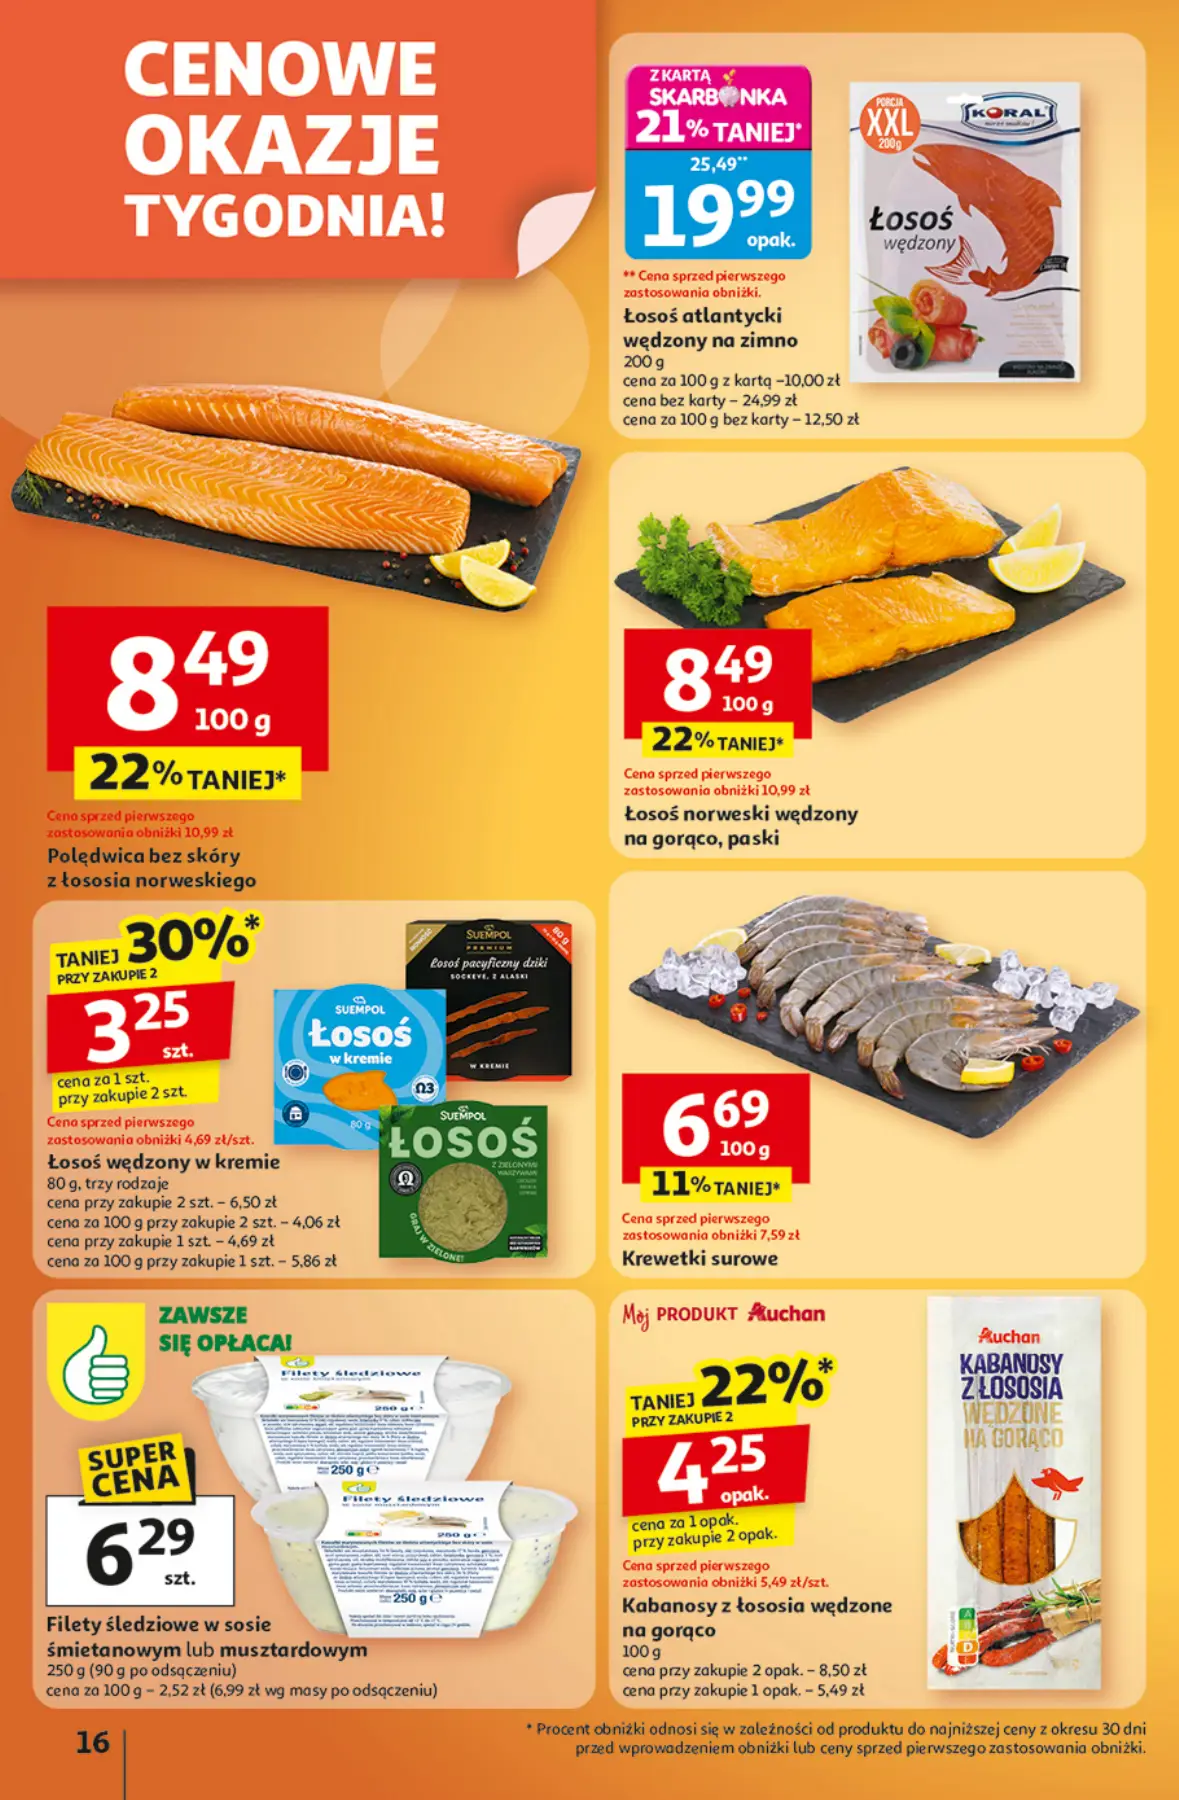 CENOWE
OKAZJE
TYGODNIA!
Z KARTĄ
SKARBONKA
21% TANIEJ*
25,49**
19 99
opak.
** Cena sprzed pierwszego
zastosowania obniżki.
Łosoś atlantycki
wędzony na zimno
200 g
cena za 100 g z kartą –10,00 zł
cena bez karty – 24,99 zł
cena za 100 g bez karty – 12,50 zł
PORCJA
XXL
200g
KORAL
Łosoś
wędzony
8 49
100 g
22% TANIEJ*
Cena sprzed pierwszego
zastosowania obniżki 10,99 zł
Polędwica bez skóry
z łososia norweskiego
8 49
100 g
22% TANIEJ*
Cena sprzed pierwszego
zastosowania obniżki 10,99 zł
Łosoś norweski wędzony
na gorąco, paski
TANIEJ 30%*
PRZY ZAKUPIE 2
3 25
szt.
cena za 1 szt.
przy zakupie 2 szt.
Cena sprzed pierwszego
zastosowania obniżki 4,69 zł/szt.
Łosoś wędzony w kremie
80 g, trzy rodzaje
cena przy zakupie 2 szt. – 6,50 zł
cena za 100 g przy zakupie 2 szt. – 4,06 zł
cena przy zakupie 1 szt. – 4,69 zł
cena za 100 g przy zakupie 1 szt. – 5,86 zł
NOWOŚĆ
SUEMPOL
PREMIUM
80 g
Łosoś pacyficzny dziki
SOCKEYE, Z ALASKI
W KREMIE
SUEMPOL
Łosoś
w kremie
Ω3
80 g
SUEMPOL
ŁOSOŚ
Z ZIELONYMI
WARZYWAMI
GRAJ W ZIELONE!
6 69
100 g
11% TANIEJ*
Cena sprzed pierwszego
zastosowania obniżki 7,59 zł
Krewetki surowe
ZAWSZE
SIĘ OPŁACA!
SUPER
CENA
6 29
szt.
Filety śledziowe
250 g e
250 g e
Filety śledziowe
w sosie musztardowym
250 g e
250 g e
Filety śledziowe w sosie
śmietanowym lub musztardowym
250 g (90 g po odsączeniu)
cena za 100 g – 2,52 zł (6,99 zł wg masy po odsączeniu)
Mój PRODUKT Auchan
TANIEJ 22%*
PRZY ZAKUPIE 2
4 25
opak.
cena za 1 opak.
przy zakupie 2 opak.
Cena sprzed pierwszego
zastosowania obniżki 5,49 zł/szt.
Kabanosy z łososia wędzone
na gorąco
100 g
cena przy zakupie 2 opak. – 8,50 zł
cena przy zakupie 1 opak. – 5,49 zł
Auchan
KABANOSY
Z ŁOSOSIA
WĘDZONE
NA GORĄCO
D
* Procent obniżki odnosi się w zależności od produktu do najniższej ceny z okresu 30 dni
przed wprowadzeniem obniżki lub ceny sprzed pierwszego zastosowania obniżki.
16